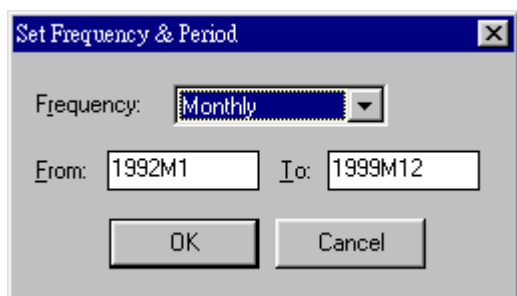 Set Frequency & Period
Frequency: Monthly
From: 1992M1 To: 1999M12
OK Cancel